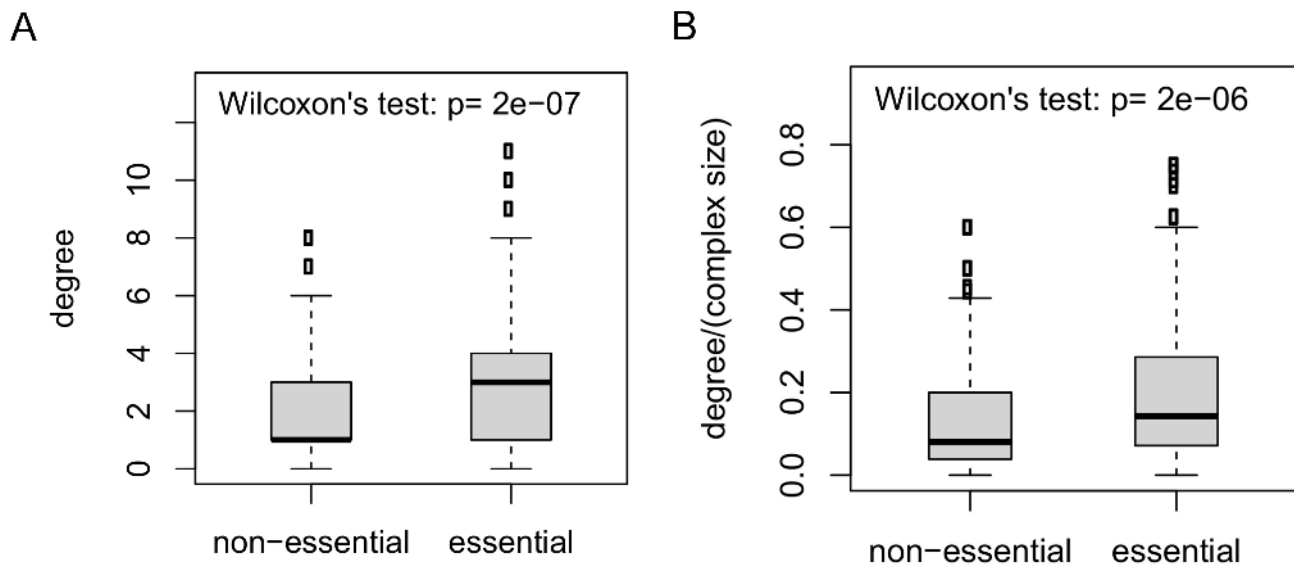 A
Wilcoxon's test: p= 2e−07
degree
10
8
6
4
2
0
non−essential
essential
B
Wilcoxon's test: p= 2e−06
degree/(complex size)
0.8
0.6
0.4
0.2
0.0
non−essential
essential